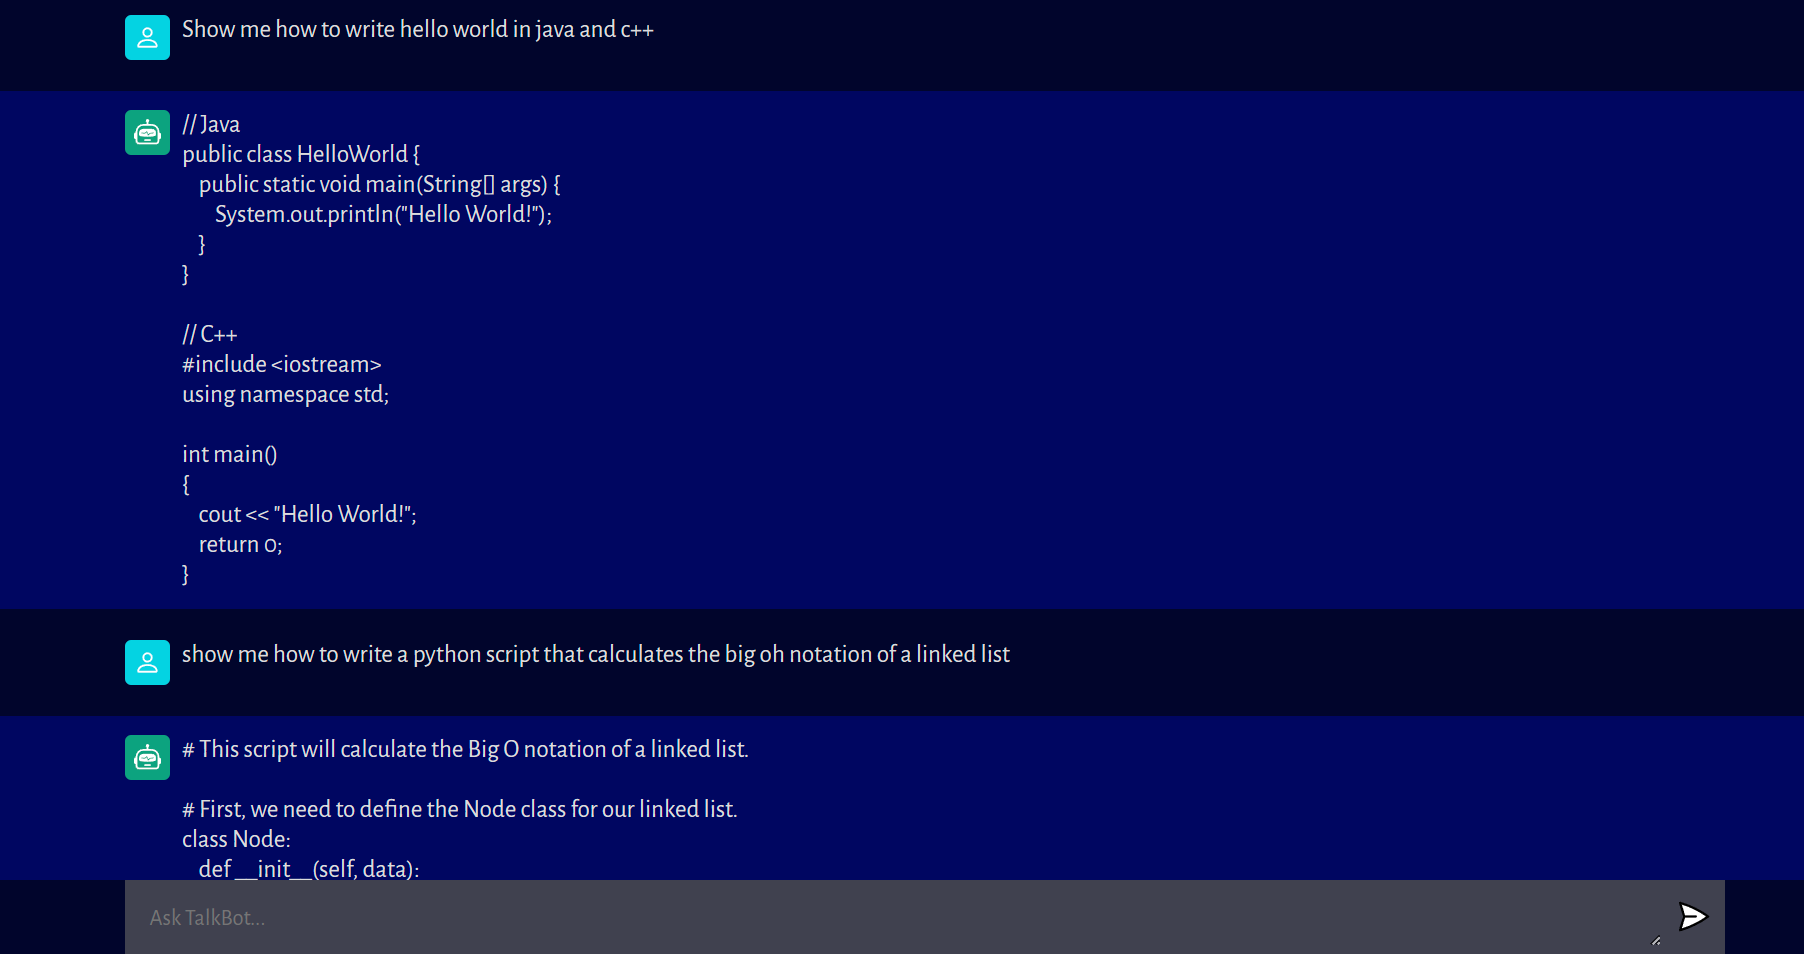 Show me how to write hello world in java and c++
// Java
public class HelloWorld {
    public static void main(String[] args) {
        System.out.println("Hello World!");
    }
}
// C++
#include <iostream>
using namespace std;
int main()
{
    cout << "Hello World!";
    return 0;
}
show me how to write a python script that calculates the big oh notation of a linked list
# This script will calculate the Big O notation of a linked list.
# First, we need to define the Node class for our linked list.
class Node:
    def __init__(self, data):
Ask TalkBot...